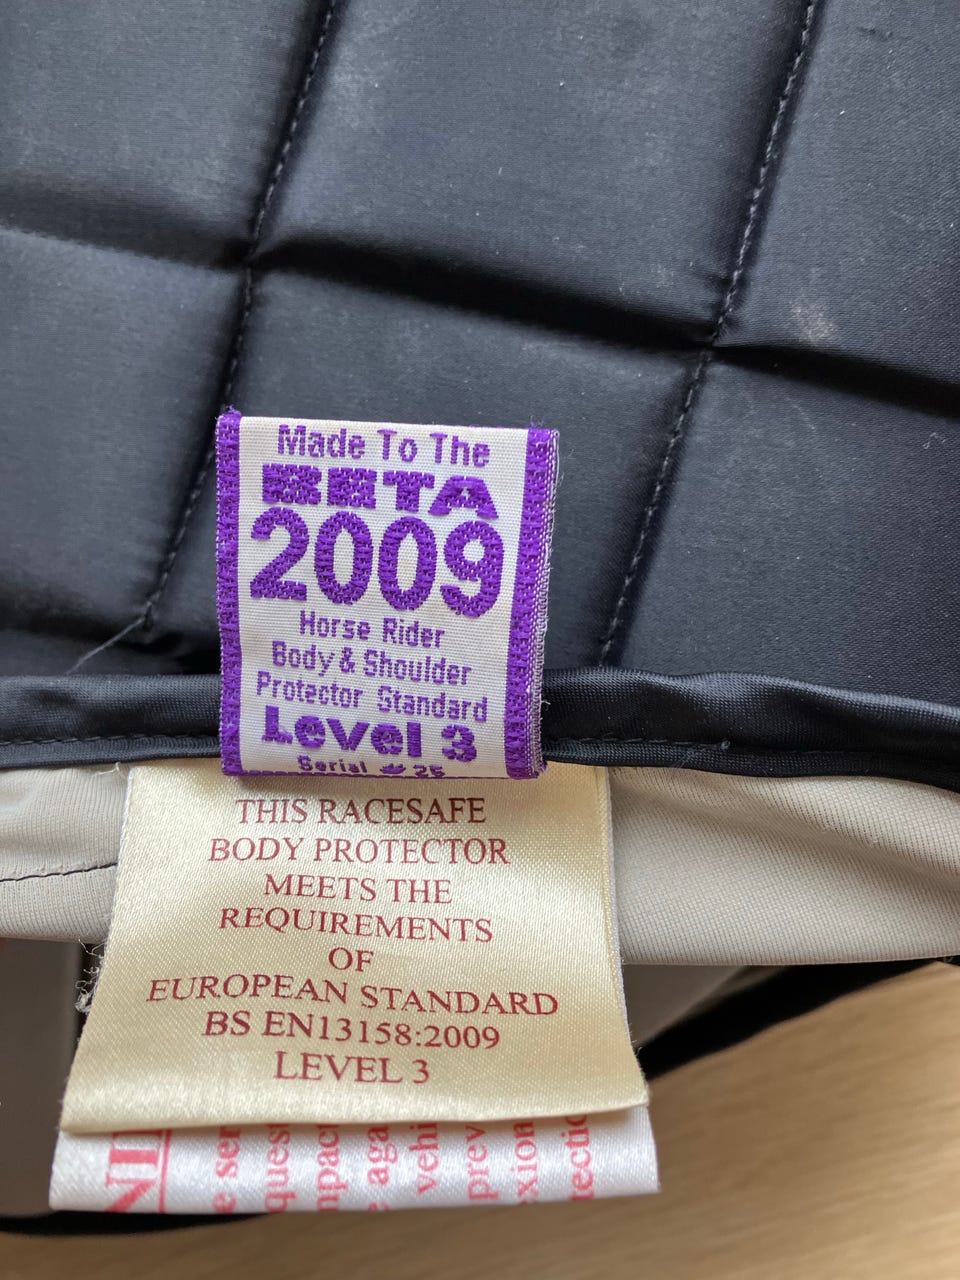 Made To The
BETA
2009
Horse Rider
Body & Shoulder
Protector Standard
Level 3
Serial 25
THIS RACESAFE
BODY PROTECTOR
MEETS THE
REQUIREMENTS
OF
EUROPEAN STANDARD
BS EN13158:2009
LEVEL 3